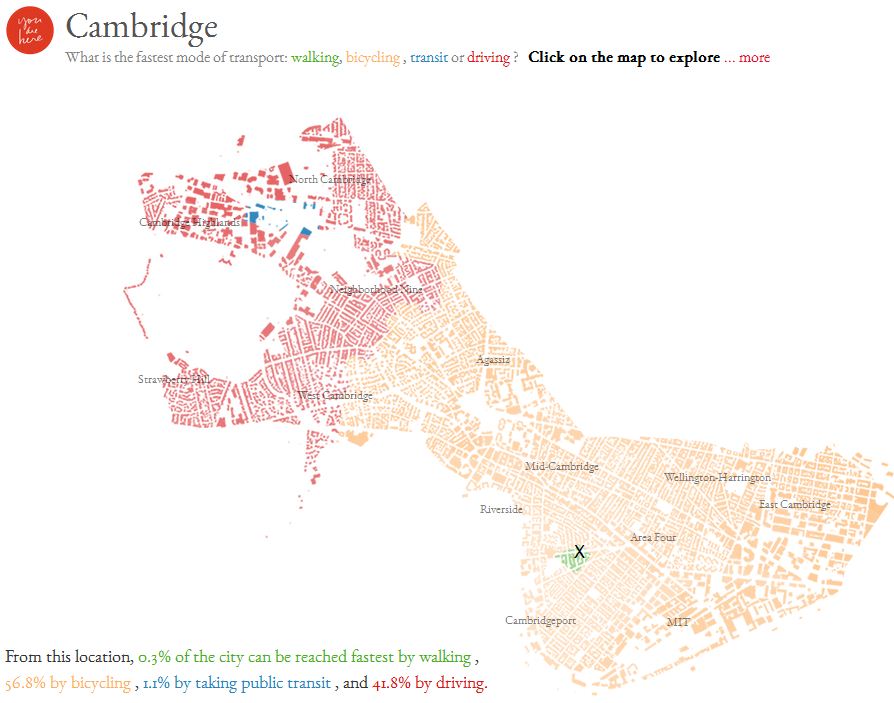 you are here
Cambridge
What is the fastest mode of transport: walking, bicycling , transit or driving ? Click on the map to explore ... more
North Cambridge
Cambridge Highlands
Neighborhood Nine
Agassiz
Strawberry Hill
West Cambridge
Mid-Cambridge
Wellington-Harrington
East Cambridge
Riverside
Area Four
X
Cambridgeport
MIT
From this location, 0.3% of the city can be reached fastest by walking ,
56.8% by bicycling , 1.1% by taking public transit , and 41.8% by driving.